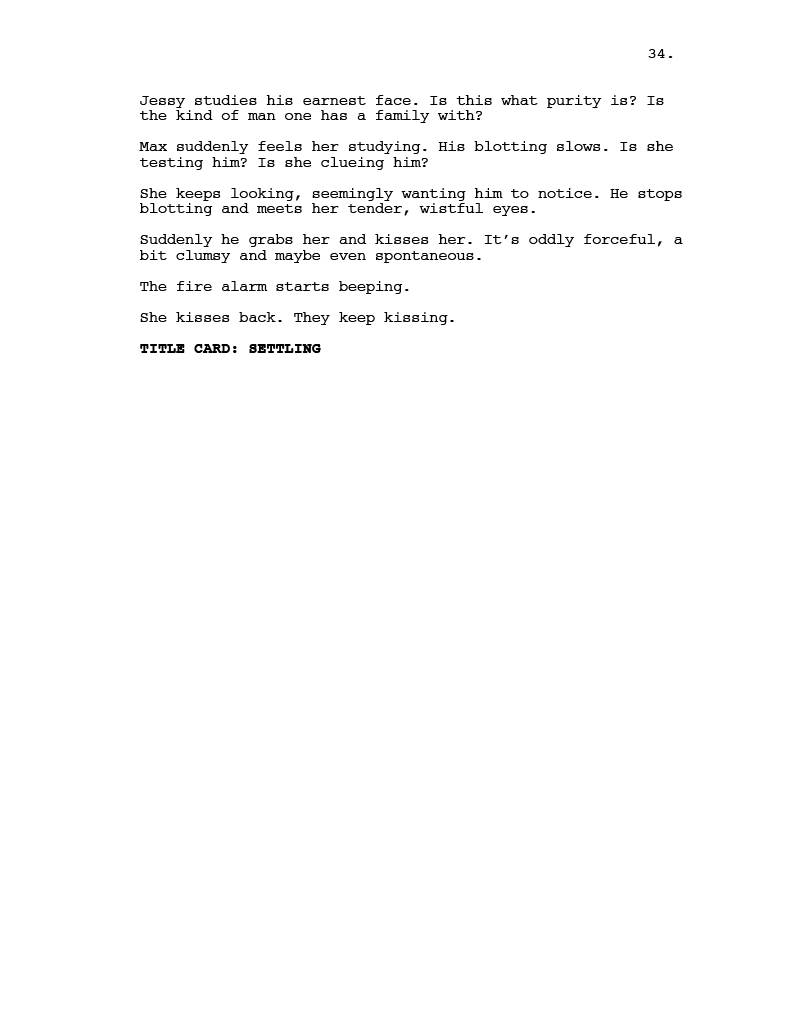 34.
Jessy studies his earnest face. Is this what purity is? Is
the kind of man one has a family with?
Max suddenly feels her studying. His blotting slows. Is she
testing him? Is she clueing him?
She keeps looking, seemingly wanting him to notice. He stops
blotting and meets her tender, wistful eyes.
Suddenly he grabs her and kisses her. It’s oddly forceful, a
bit clumsy and maybe even spontaneous.
The fire alarm starts beeping.
She kisses back. They keep kissing.
TITLE CARD: SETTLING